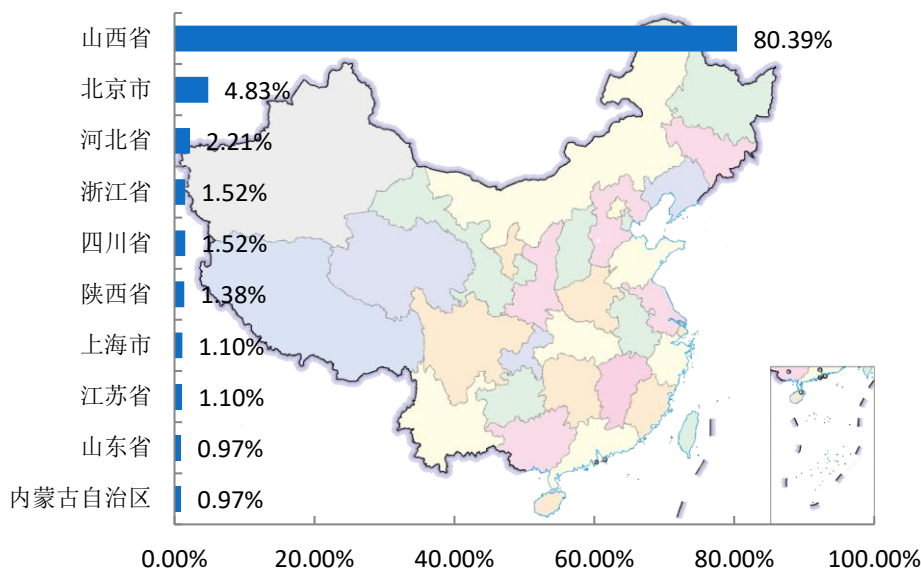 山西省 80.39%
北京市 4.83%
河北省 2.21%
浙江省 1.52%
四川省 1.52%
陕西省 1.38%
上海市 1.10%
江苏省 1.10%
山东省 0.97%
内蒙古自治区 0.97%
0.00% 20.00% 40.00% 60.00% 80.00% 100.00%